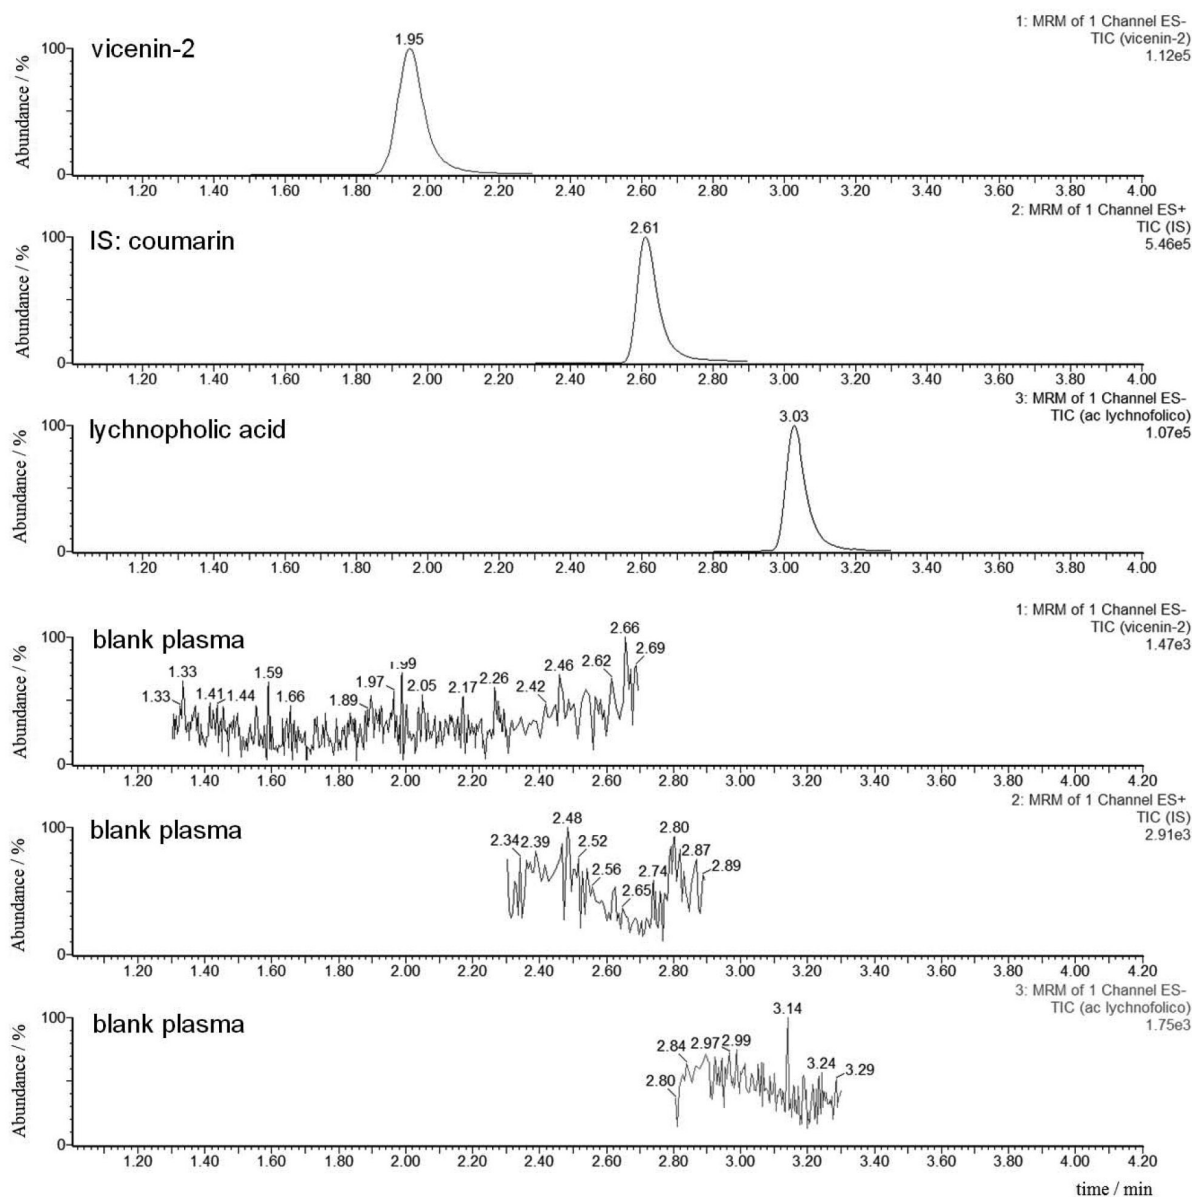 1: MRM of 1 Channel ES-
TIC (vicenin-2)
1.12e5
vicenin-2
1.95
100
Abundance / %
0
1.20 1.40 1.60 1.80 2.00 2.20 2.40 2.60 2.80 3.00 3.20 3.40 3.60 3.80 4.00
2: MRM of 1 Channel ES+
TIC (IS)
5.46e5
IS: coumarin
2.61
100
Abundance / %
0
1.20 1.40 1.60 1.80 2.00 2.20 2.40 2.60 2.80 3.00 3.20 3.40 3.60 3.80 4.00
3: MRM of 1 Channel ES-
TIC (ac lychnofolico)
1.07e5
lychnopholic acid
3.03
100
Abundance / %
0
1.20 1.40 1.60 1.80 2.00 2.20 2.40 2.60 2.80 3.00 3.20 3.40 3.60 3.80 4.00
1: MRM of 1 Channel ES-
TIC (vicenin-2)
1.47e3
blank plasma
100
Abundance / %
0
1.33 1.33 1.41 1.44 1.59 1.66 1.89 1.97 1.99 2.05 2.17 2.26 2.42 2.46 2.62 2.66 2.69
1.20 1.40 1.60 1.80 2.00 2.20 2.40 2.60 2.80 3.00 3.20 3.40 3.60 3.80 4.00 4.20
2: MRM of 1 Channel ES+
TIC (IS)
2.91e3
blank plasma
100
Abundance / %
0
2.34 2.39 2.48 2.52 2.56 2.65 2.74 2.80 2.87 2.89
1.20 1.40 1.60 1.80 2.00 2.20 2.40 2.60 2.80 3.00 3.20 3.40 3.60 3.80 4.00 4.20
3: MRM of 1 Channel ES-
TIC (ac lychnofolico)
1.75e3
blank plasma
100
Abundance / %
0
2.80 2.84 2.97 2.99 3.14 3.24 3.29
1.20 1.40 1.60 1.80 2.00 2.20 2.40 2.60 2.80 3.00 3.20 3.40 3.60 3.80 4.00 4.20
time / min